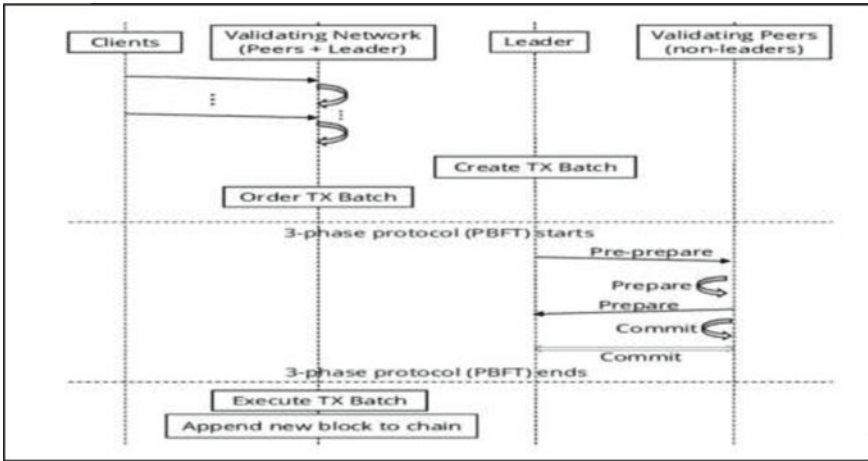 Clients
Validating Network
(Peers + Leader)
Leader
Validating Peers
(non-leaders)
...
...
Create TX Batch
Order TX Batch
3-phase protocol (PBFT) starts
Pre-prepare
Prepare
Prepare
Commit
Commit
3-phase protocol (PBFT) ends
Execute TX Batch
Append new block to chain